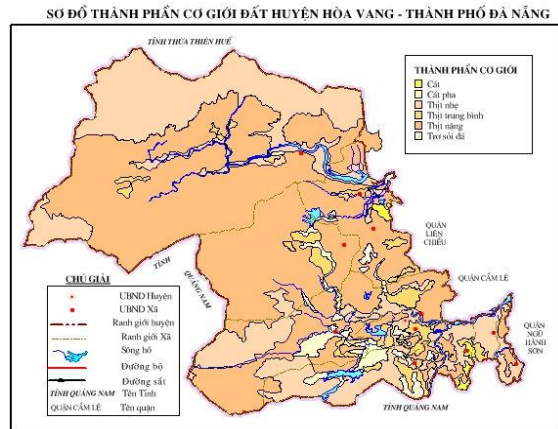 SƠ ĐỒ THÀNH PHẦN CƠ GIỚI ĐẤT HUYỆN HÒA VANG - THÀNH PHỐ ĐÀ NẴNG
TỈNH THỪA THIÊN HUẾ
THÀNH PHẦN CƠ GIỚI
Cát
Cát pha
Thịt nhẹ
Thịt trung bình
Thịt nặng
Trơ sỏi đá
QUẬN
LIÊN
CHIỂU
TỈNH
QUẢNG NAM
QUẬN CẨM LỆ
QUẬN
NGŨ
HÀNH
SƠN
TỈNH QUẢNG NAM
CHÚ GIẢI
UBND Huyện
UBND Xã
Ranh giới huyện
Ranh giới Xã
Sông hồ
Đường bộ
Đường sắt
TỈNH QUẢNG NAM Tên Tỉnh
QUẬN CẨM LỆ Tên quận